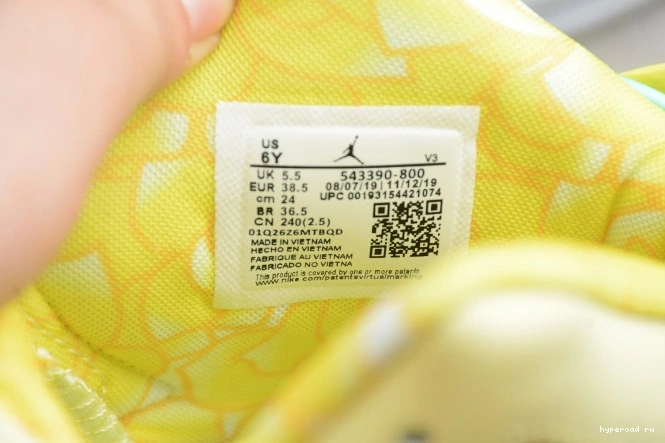 US
6Y
V3
UK 5.5
543390-800
EUR 38.5
08/07/19 | 11/12/19
cm 24
UPC 00193154421074
BR 36.5
CN 240(2.5)
01Q26Z6MTBQD
MADE IN VIETNAM
HECHO EN VIETNAM
FABRIQUE AU VIETNAM
FABRICADO NO VIETNA
This product is covered by one or more patents
www.nike.com/patentsvirtualmarking
hyperoad ru